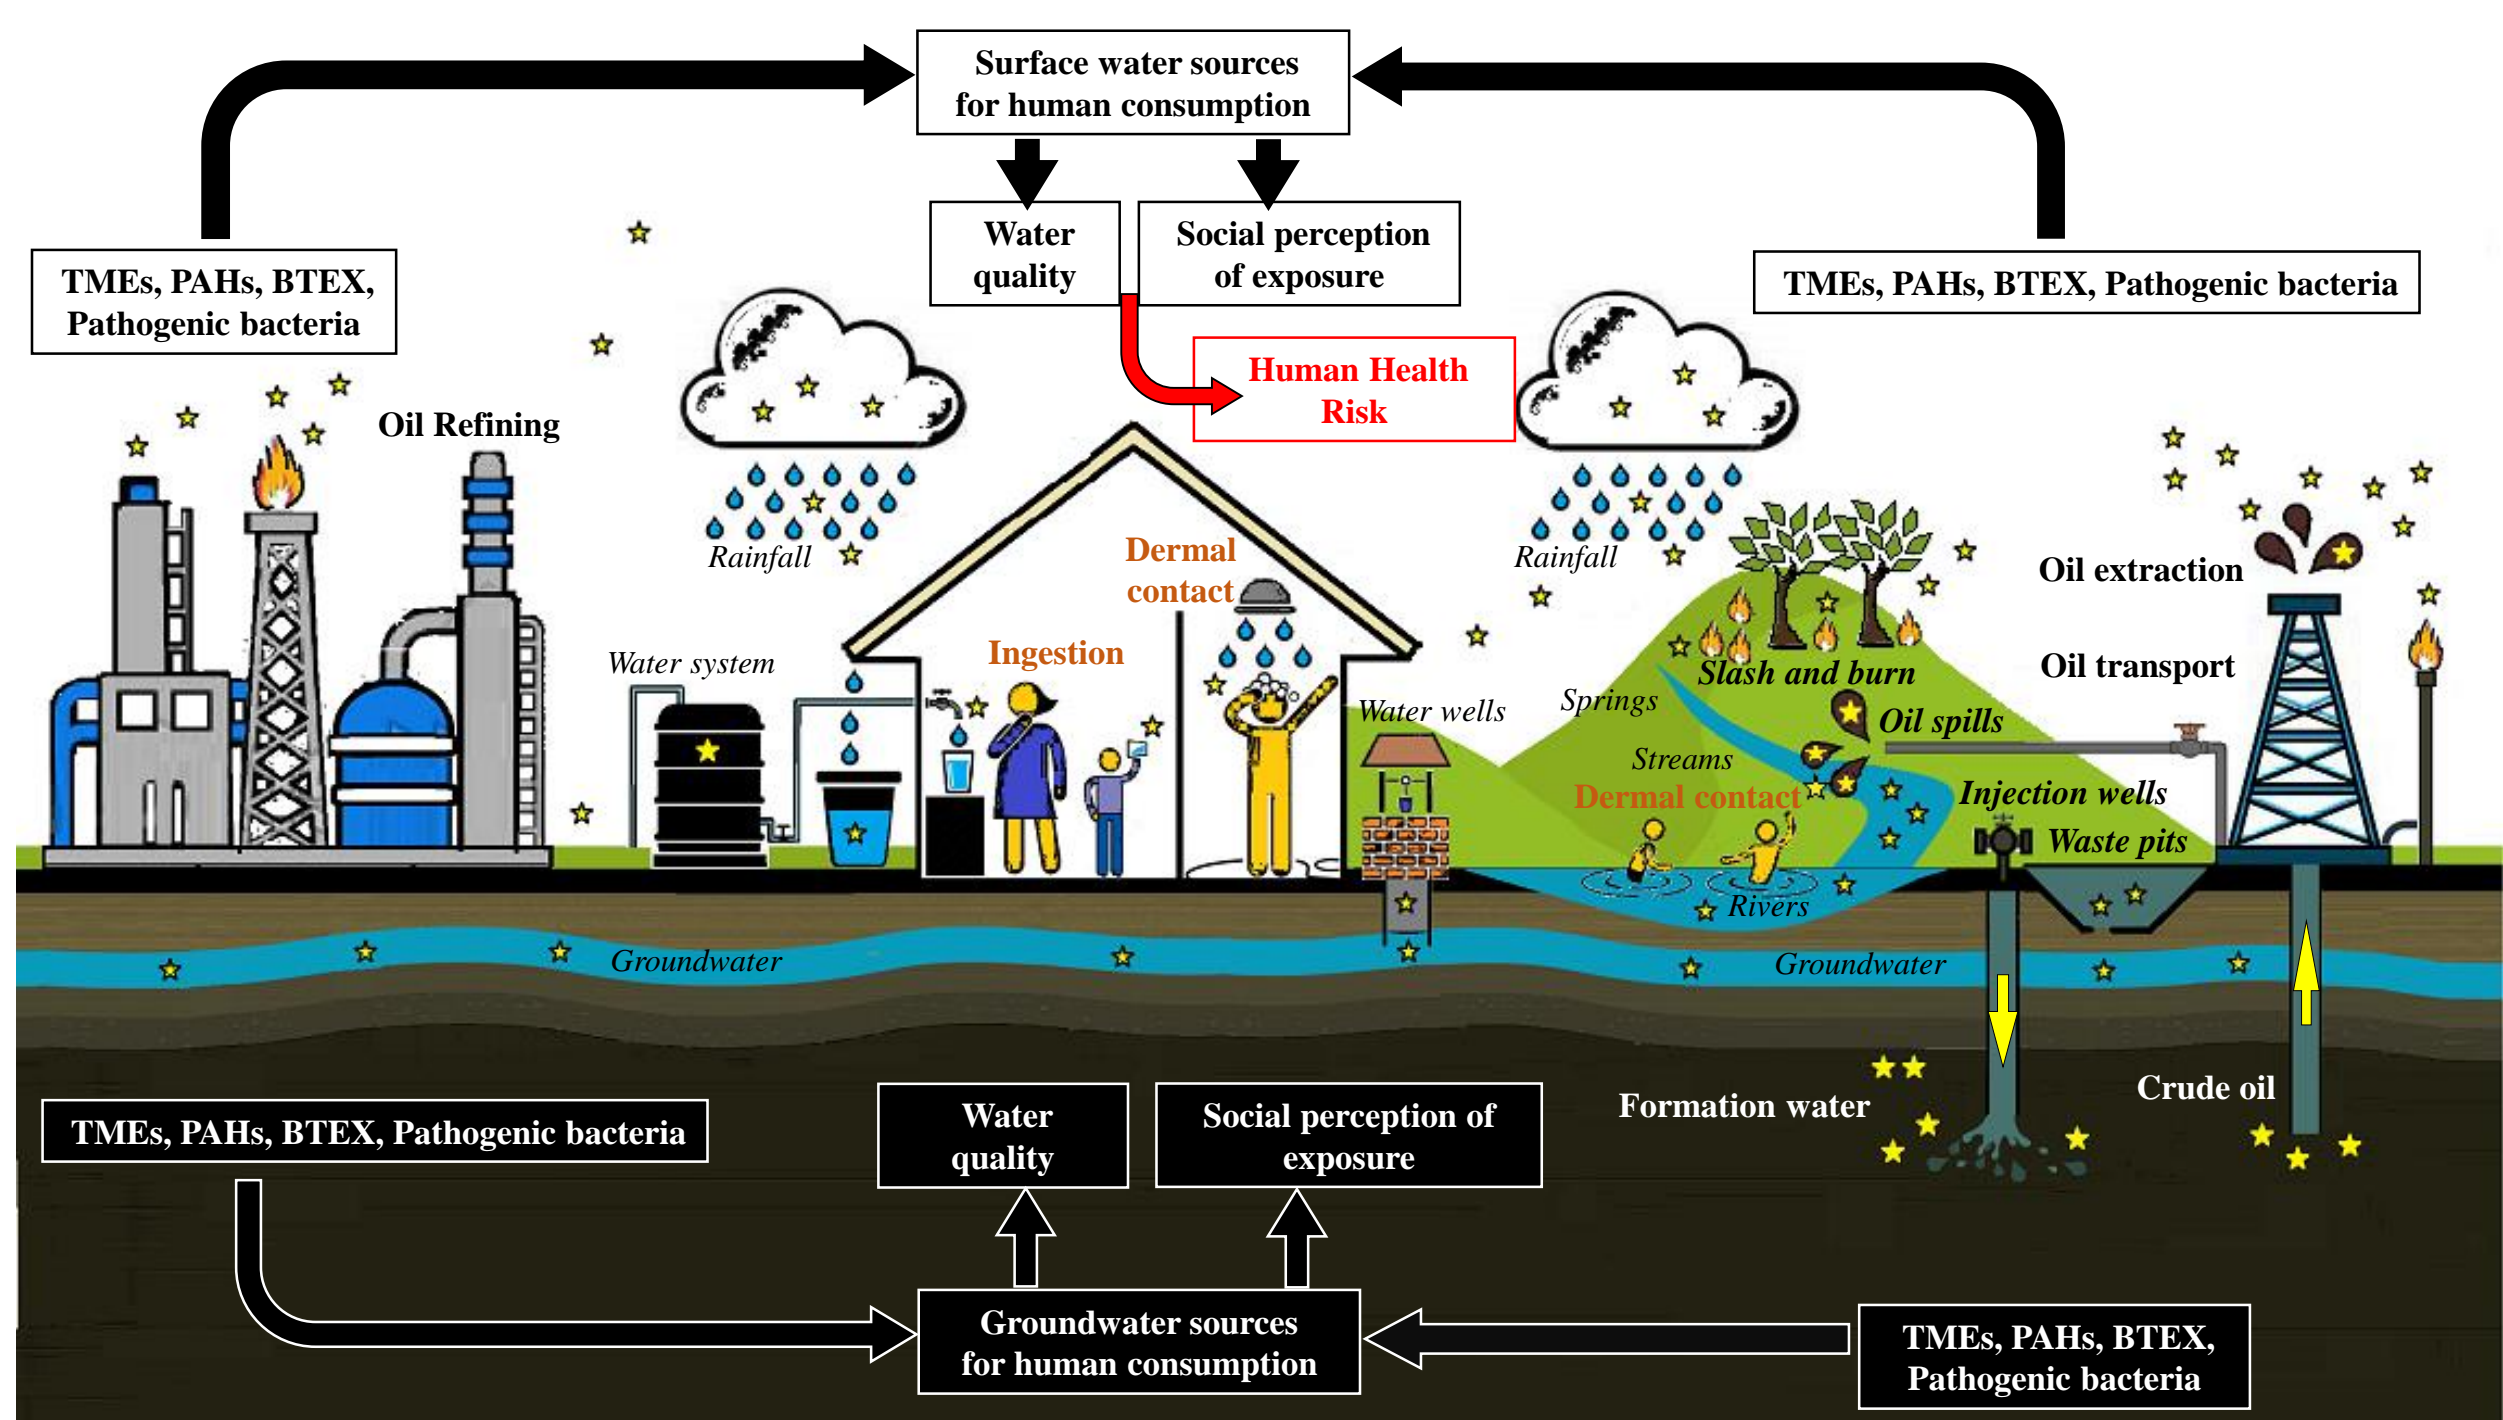 Surface water sources
for human consumption
Water
quality
Social perception
of exposure
TMEs, PAHs, BTEX,
Pathogenic bacteria
TMEs, PAHs, BTEX, Pathogenic bacteria
Human Health
Risk
Oil Refining
Rainfall
Rainfall
Dermal
contact
Oil extraction
Ingestion
Water system
Oil transport
Slash and burn
Springs
Water wells
Oil spills
Streams
Dermal contact
Injection wells
Waste pits
Rivers
Groundwater
Groundwater
Formation water
Crude oil
TMEs, PAHs, BTEX, Pathogenic bacteria
Water
quality
Social perception of
exposure
Groundwater sources
for human consumption
TMEs, PAHs, BTEX,
Pathogenic bacteria